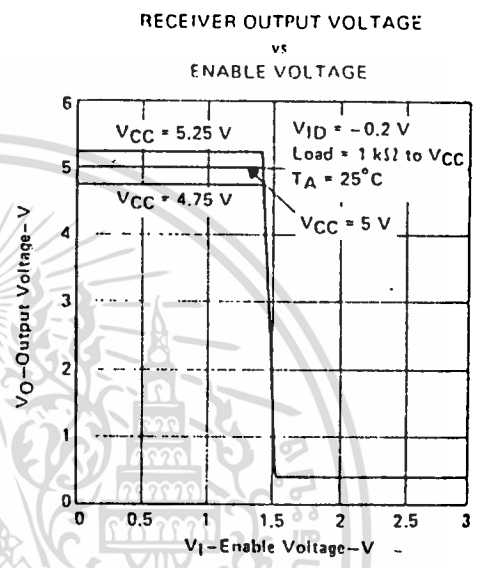 RECEIVER OUTPUT VOLTAGE
vs
ENABLE VOLTAGE
VCC = 5.25 V
VCC = 4.75 V
VID = −0.2 V
Load = 1 kΩ to VCC
TA = 25°C
VCC = 5 V
VO–Output Voltage–V
6
5
4
3
2
1
0
0 0.5 1 1.5 2 2.5 3
VI–Enable Voltage–V